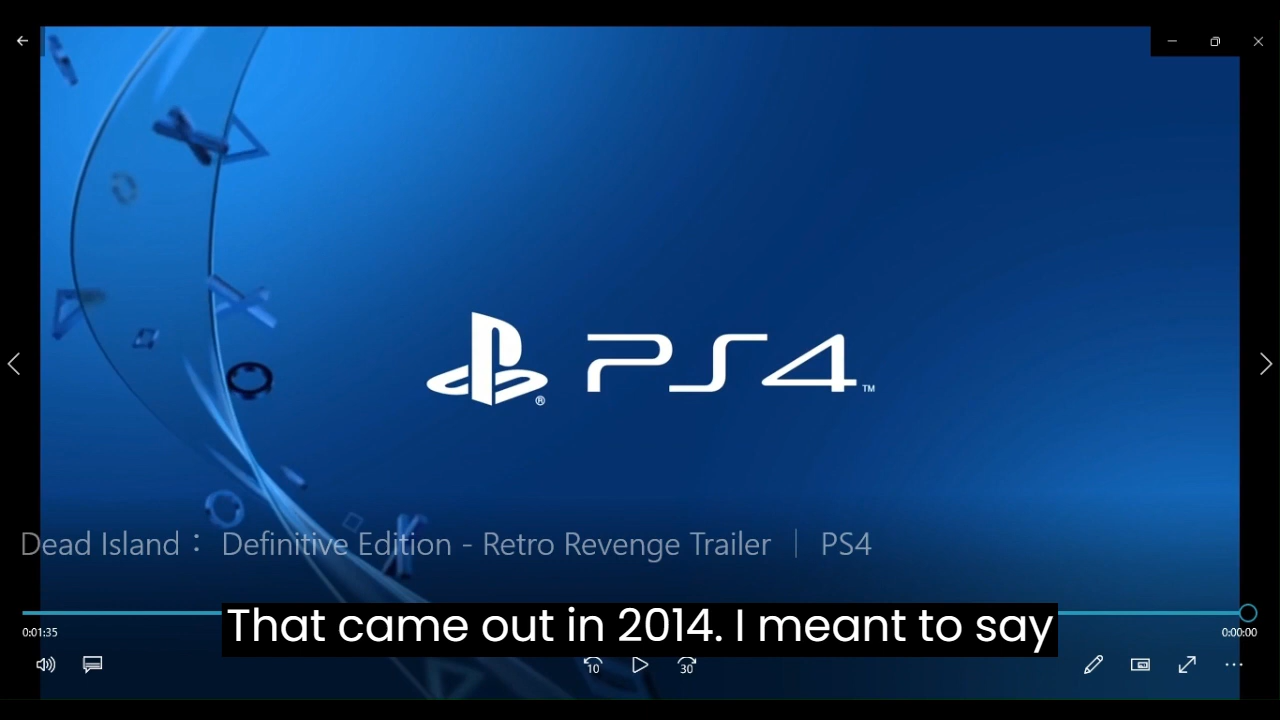 PS4™
®
Dead Island： Definitive Edition - Retro Revenge Trailer ｜ PS4
That came out in 2014. I meant to say
0:01:35
0:00:00
10
30